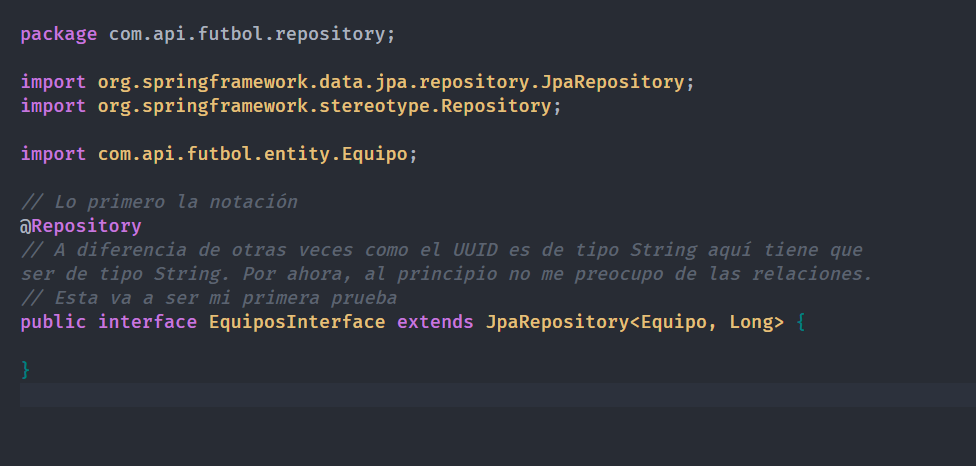 package com.api.futbol.repository;
import org.springframework.data.jpa.repository.JpaRepository;
import org.springframework.stereotype.Repository;
import com.api.futbol.entity.Equipo;
// Lo primero la notación
@Repository
// A diferencia de otras veces como el UUID es de tipo String aquí tiene que
ser de tipo String. Por ahora, al principio no me preocupo de las relaciones.
// Esta va a ser mi primera prueba
public interface EquiposInterface extends JpaRepository<Equipo, Long> {
}